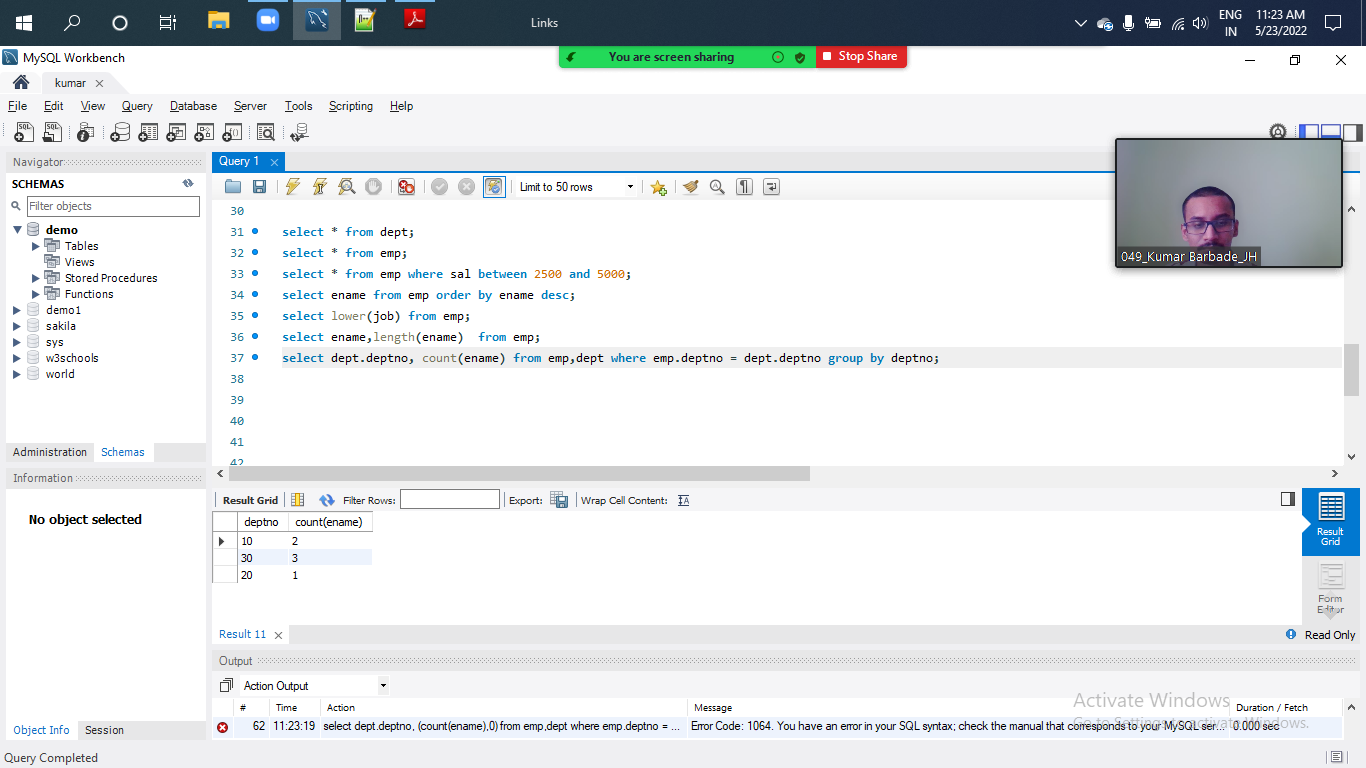 Links
ENG
IN
11:23 AM
5/23/2022
MySQL Workbench
You are screen sharing
Stop Share
kumar
File Edit View Query Database Server Tools Scripting Help
Navigator
SCHEMAS
Filter objects
demo
Tables
Views
Stored Procedures
Functions
demo1
sakila
sys
w3schools
world
Administration Schemas
Information
No object selected
Object Info Session
Query 1
Limit to 50 rows
049_Kumar Barbade_JH
30
31 select * from dept;
32 select * from emp;
33 select * from emp where sal between 2500 and 5000;
34 select ename from emp order by ename desc;
35 select lower(job) from emp;
36 select ename,length(ename)  from emp;
37 select dept.deptno, count(ename) from emp,dept where emp.deptno = dept.deptno group by deptno;
38
39
40
41
42
Result Grid Filter Rows: Export: Wrap Cell Content:
deptno count(ename)
10 2
30 3
20 1
Result
Grid
Form
Editor
Result 11
Read Only
Output
Action Output
# Time Action Message Duration / Fetch
62 11:23:19 select dept.deptno, (count(ename),0) from emp,dept where emp.deptno = ... Error Code: 1064. You have an error in your SQL syntax; check the manual that corresponds to your MySQL ser... 0.000 sec
Activate Windows
Go to Settings to activate Windows.
Query Completed